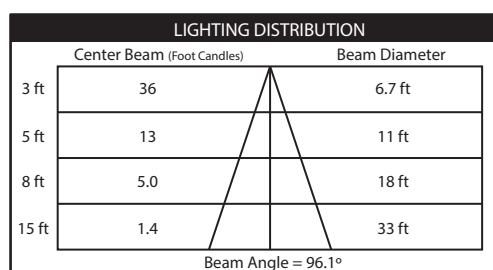 LIGHTING DISTRIBUTION
Center Beam (Foot Candles) Beam Diameter
3 ft 36 6.7 ft
5 ft 13 11 ft
8 ft 5.0 18 ft
15 ft 1.4 33 ft
Beam Angle = 96.1º